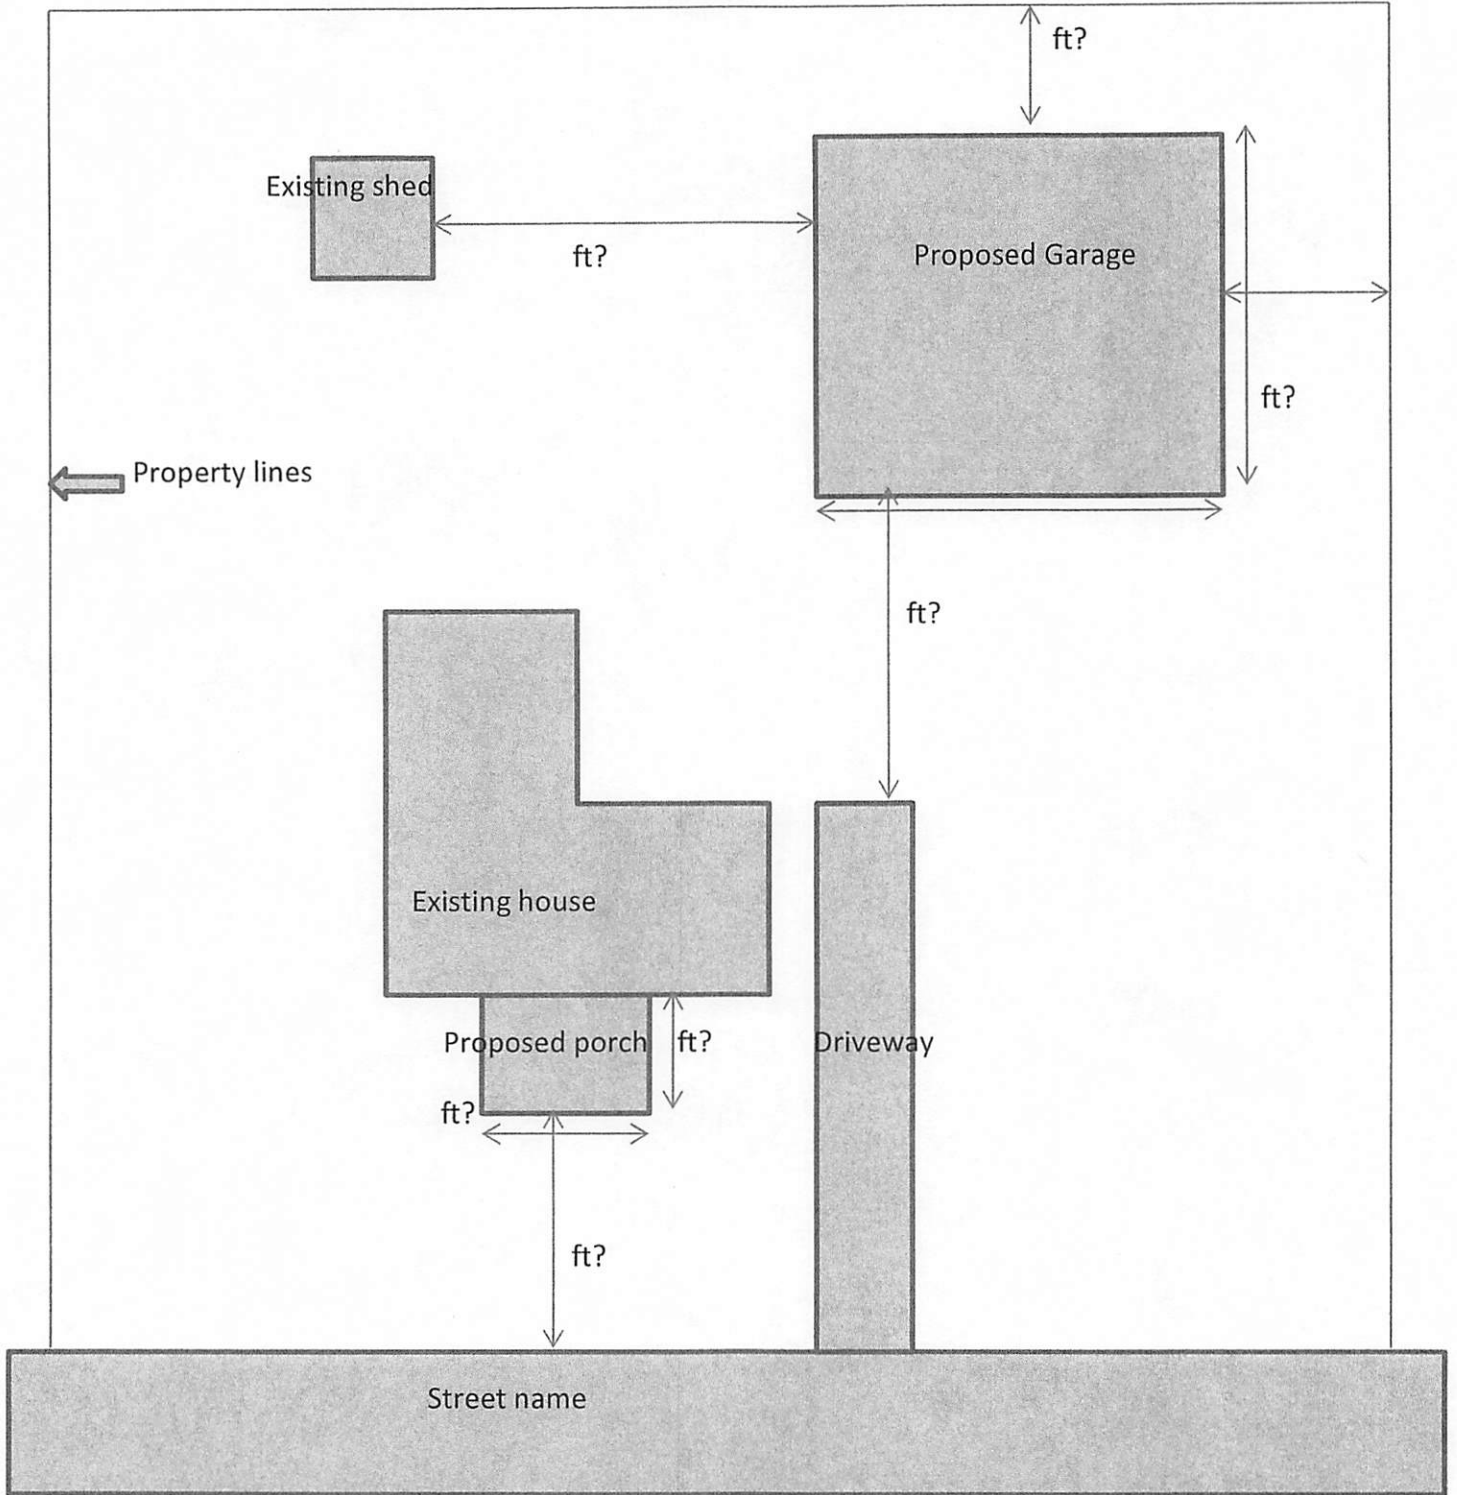 ft?
Existing shed
ft?
Proposed Garage
ft?
Property lines
ft?
Existing house
Proposed porch
ft?
Driveway
ft?
ft?
Street name